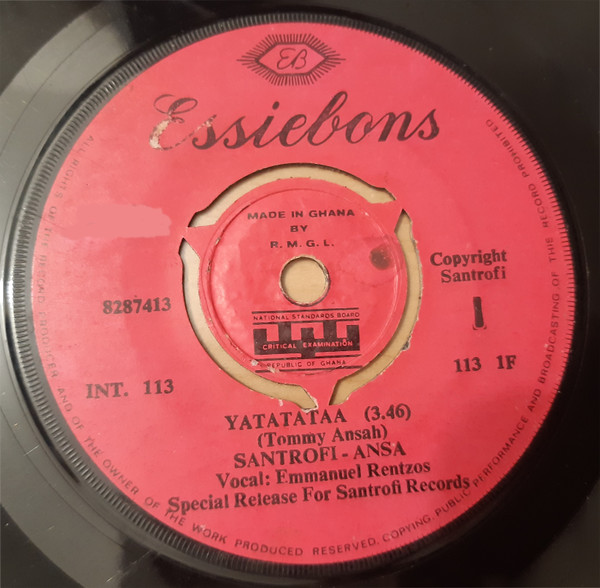 EB
Essiebons
MADE IN GHANA
BY
R. M. G. L.
8287413
Copyright
Santrofi
NATIONAL STANDARDS BOARD
CRITICAL EXAMINATION
REPUBLIC OF GHANA
INT. 113
113 1F
YATATATAA (3.46)
(Tommy Ansah)
SANTROFI - ANSA
Vocal: Emmanuel Rentzos
Special Release For Santrofi Records
ALL RIGHTS OF THE RECORD PRODUCER AND OF THE OWNER OF THE WORK PRODUCED RESERVED. COPYING PUBLIC PERFORMANCE AND BROADCASTING OF THIS RECORD PROHIBITED